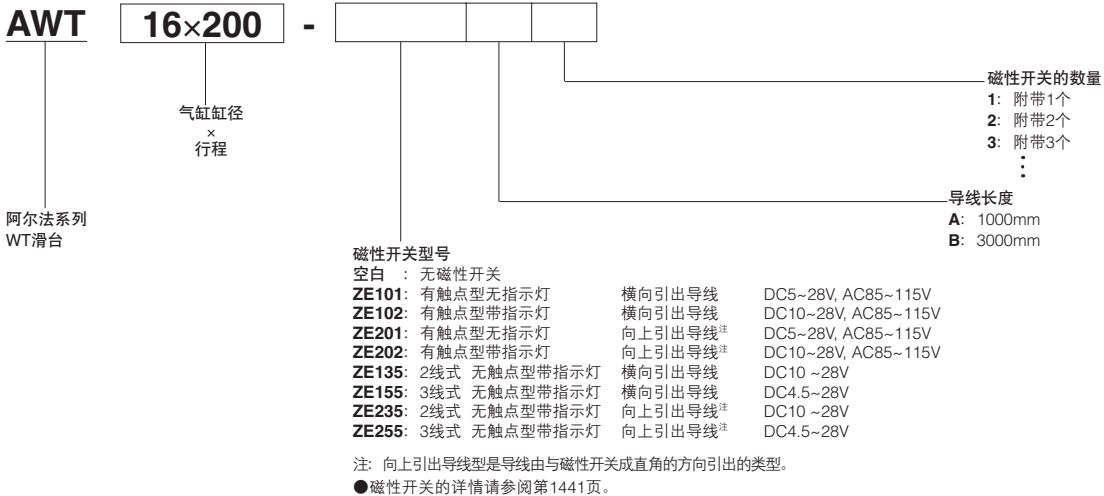 AWT 16×200 -
磁性开关的数量
1: 附带1个
2: 附带2个
3: 附带3个
⋮
气缸缸径
×
行程
导线长度
A: 1000mm
B: 3000mm
阿尔法系列
WT滑台
磁性开关型号
空白 : 无磁性开关
ZE101: 有触点型无指示灯 横向引出导线 DC5~28V, AC85~115V
ZE102: 有触点型带指示灯 横向引出导线 DC10~28V, AC85~115V
ZE201: 有触点型无指示灯 向上引出导线注 DC5~28V, AC85~115V
ZE202: 有触点型带指示灯 向上引出导线注 DC10~28V, AC85~115V
ZE135: 2线式 无触点型带指示灯 横向引出导线 DC10 ~28V
ZE155: 3线式 无触点型带指示灯 横向引出导线 DC4.5~28V
ZE235: 2线式 无触点型带指示灯 向上引出导线注 DC10 ~28V
ZE255: 3线式 无触点型带指示灯 向上引出导线注 DC4.5~28V
注: 向上引出导线型是导线由与磁性开关成直角的方向引出的类型。
●磁性开关的详情请参阅第1441页。